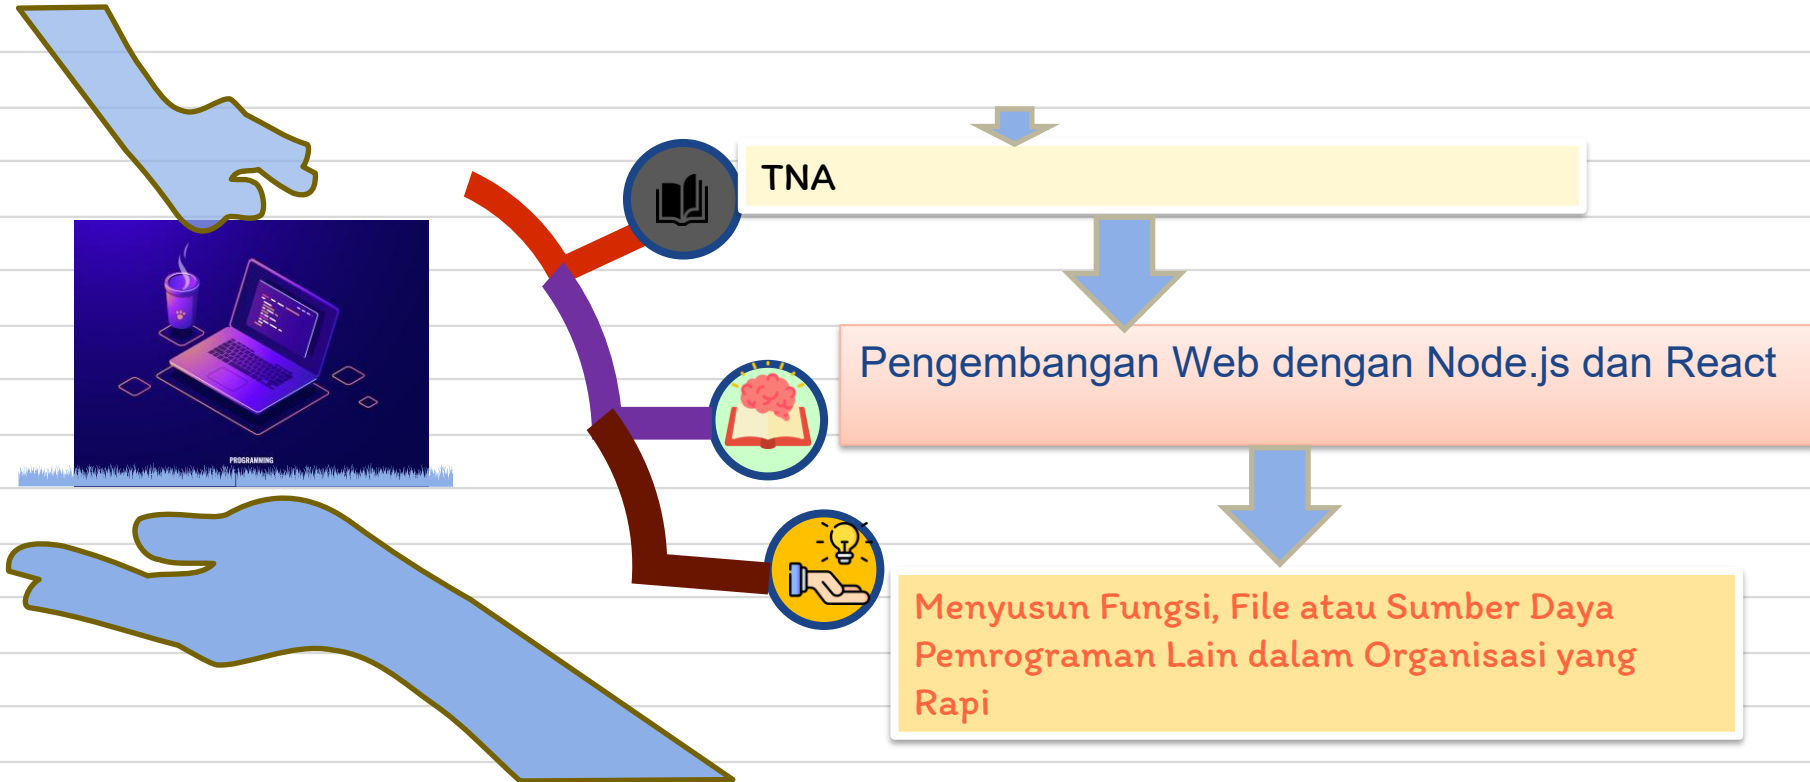 TNA
Pengembangan Web dengan Node.js dan React
PROGRAMMING
Menyusun Fungsi, File atau Sumber Daya
Pemrograman Lain dalam Organisasi yang
Rapi